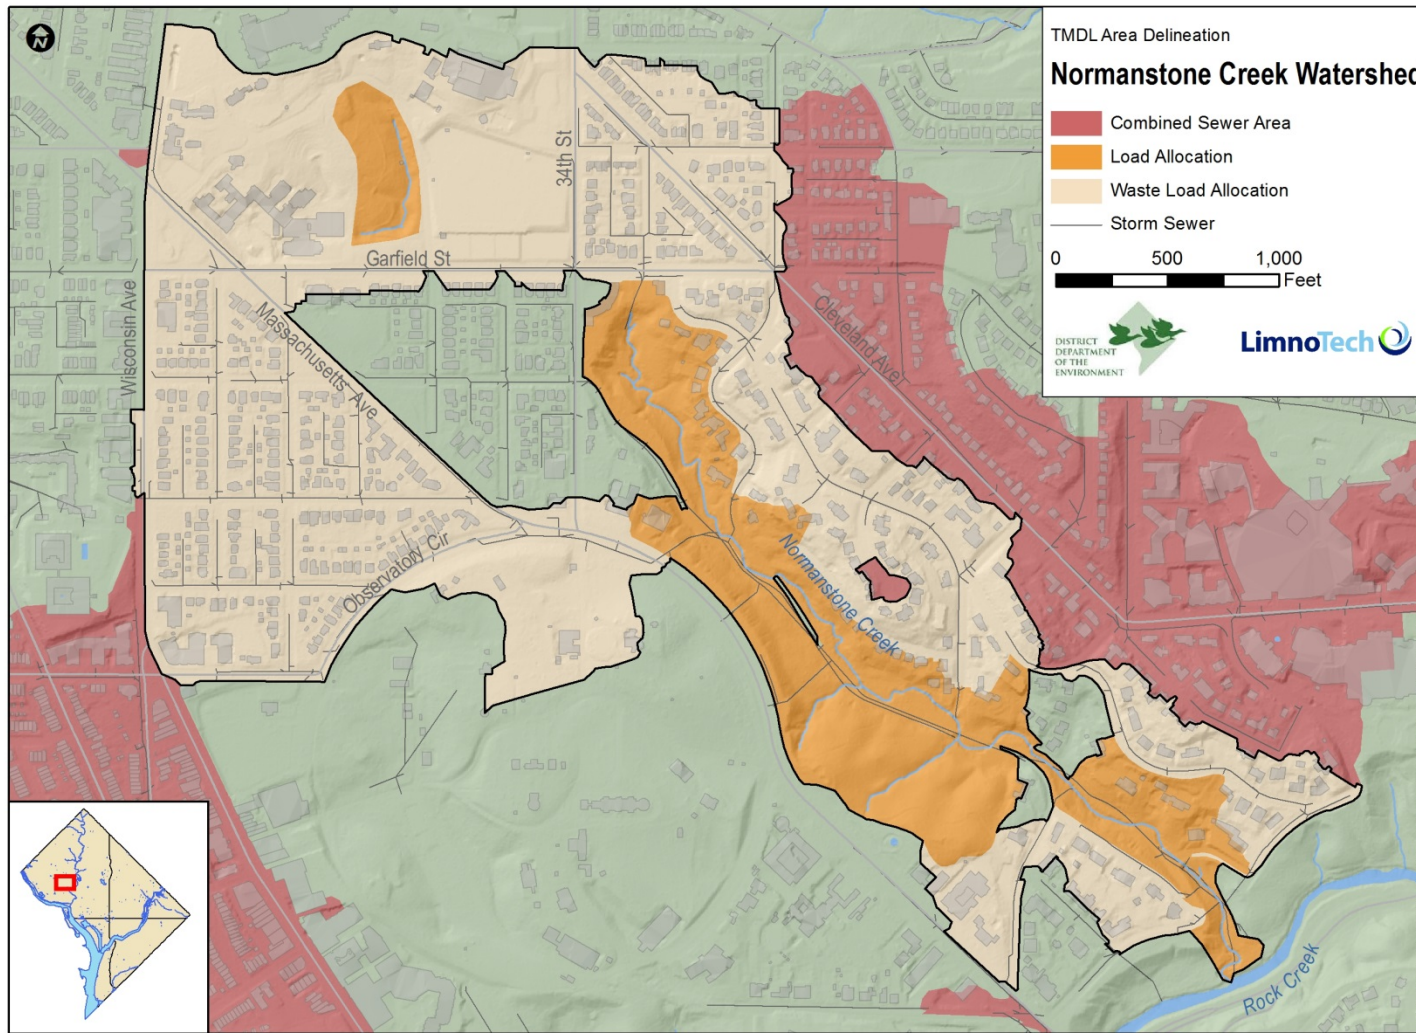 N
TMDL Area Delineation
Normanstone Creek Watershed
Combined Sewer Area
Load Allocation
Waste Load Allocation
Storm Sewer
0 500 1,000
Feet
DISTRICT
DEPARTMENT
OF THE
ENVIRONMENT
LimnoTech
34th St
Garfield St
Wisconsin Ave
Massachusetts Ave
Cleveland Ave
Observatory Cir
Normanstone Creek
Rock Creek